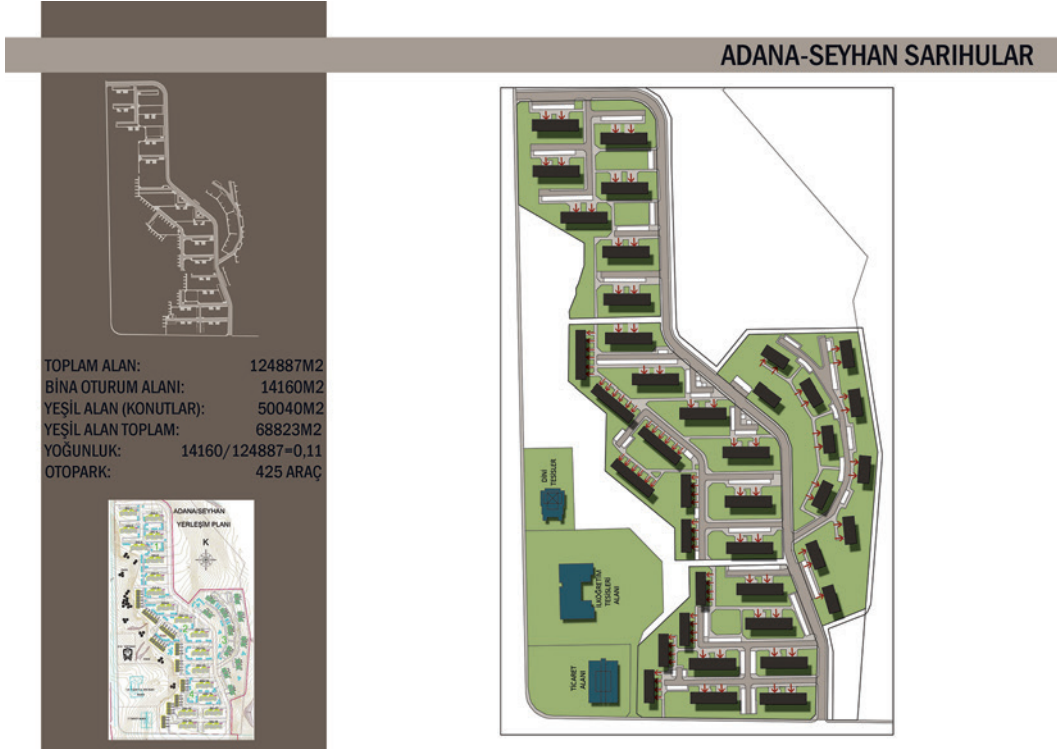 ADANA-SEYHAN SARIHULAR
TOPLAM ALAN: 124887M2
BİNA OTURUM ALANI: 14160M2
YEŞİL ALAN (KONUTLAR): 50040M2
YEŞİL ALAN TOPLAM: 68823M2
YOĞUNLUK: 14160/124887=0,11
OTOPARK: 425 ARAÇ
ADANA/SEYHAN
YERLEŞİM PLANI
K
DİNİ
TESİSLER
İLKÖĞRETİM
TESİSLERİ
ALANI
TİCARET
ALANI